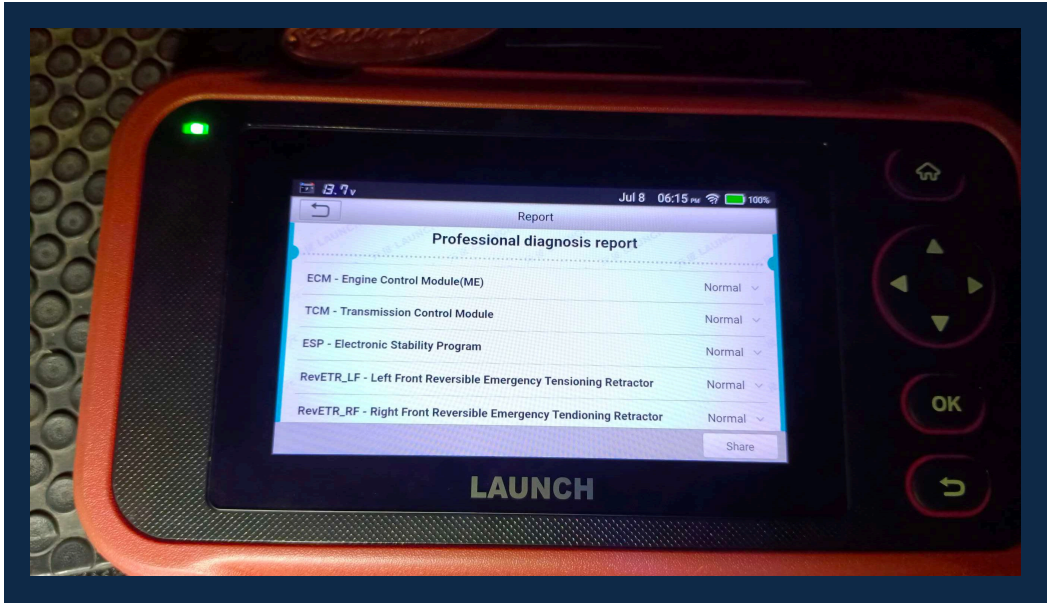 13.7v Jul 8 06:15 PM 100%
Report
Professional diagnosis report
ECM - Engine Control Module(ME) Normal
TCM - Transmission Control Module Normal
ESP - Electronic Stability Program Normal
RevETR_LF - Left Front Reversible Emergency Tensioning Retractor Normal
RevETR_RF - Right Front Reversible Emergency Tendioning Retractor Normal
Share
OK
LAUNCH